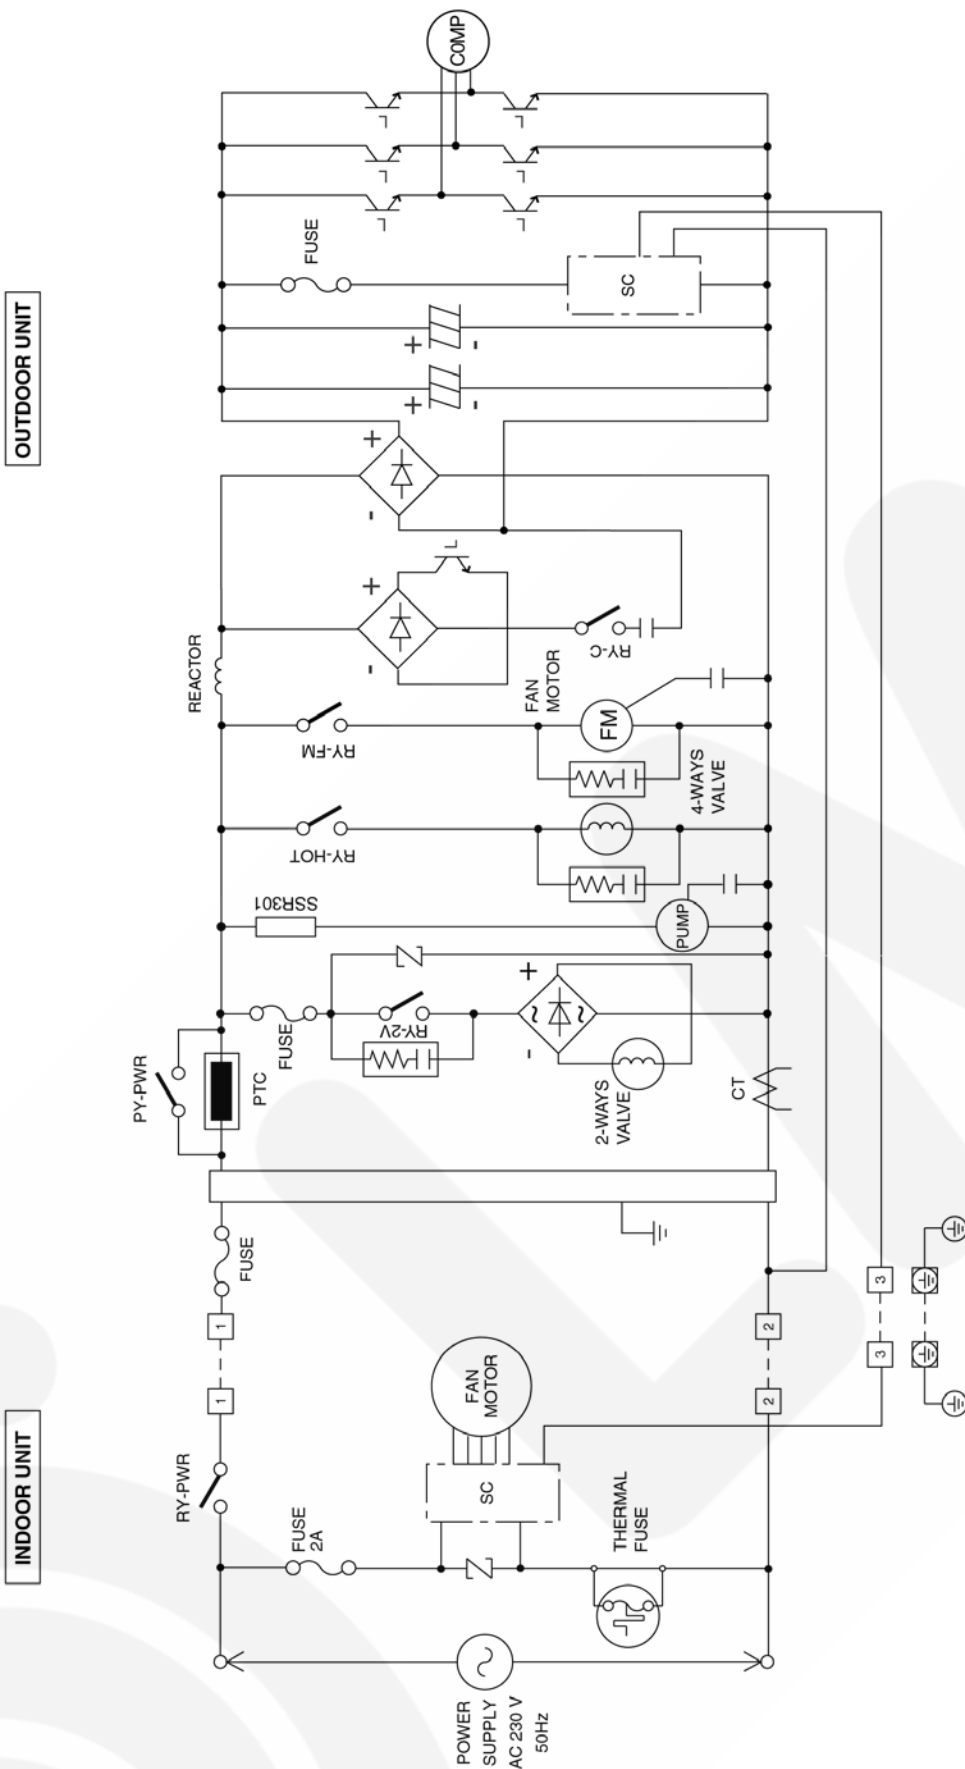 OUTDOOR UNIT
COMP
FUSE
SC
+
-
+
-
+
-
+
-
REACTOR
RY-C
FAN
MOTOR
RY-FM
FM
4-WAYS
VALVE
RY-HOT
SSR301
PUMP
FUSE
RY-2V
+
-
~
~
2-WAYS
VALVE
PY-PWR
PTC
CT
FUSE
1
1
2
2
3
3
INDOOR UNIT
RY-PWR
FAN
MOTOR
SC
FUSE
2A
THERMAL
FUSE
POWER
SUPPLY
AC 230 V
50Hz
~